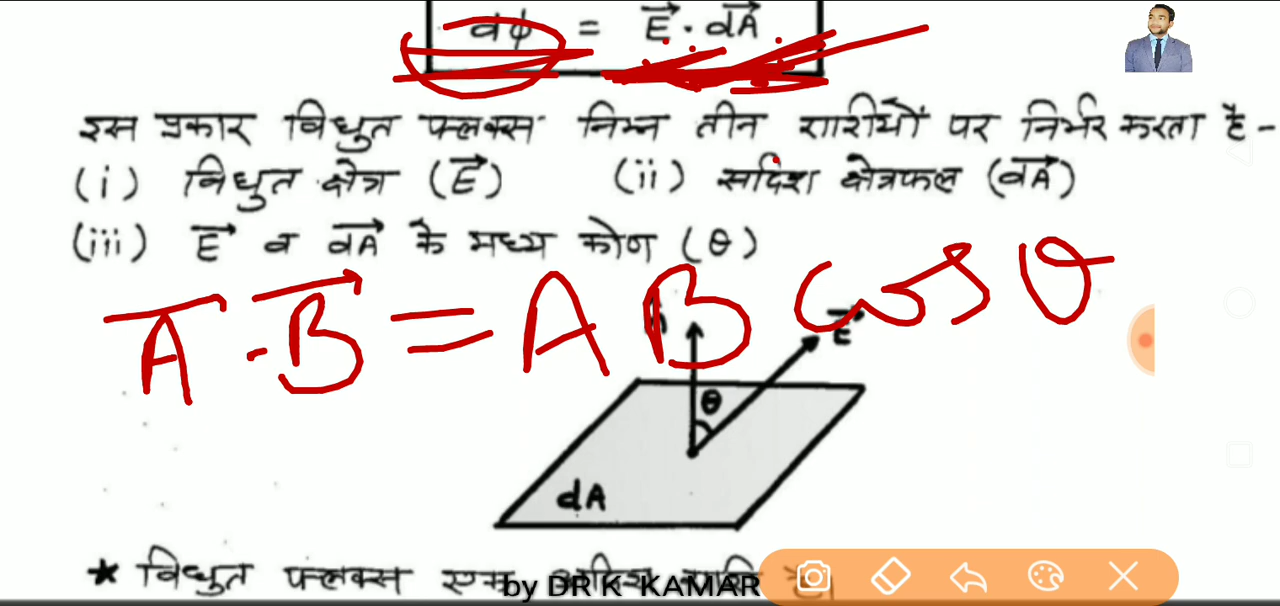 dφ = E⃗ · dA⃗
इस प्रकार विधुत फ्लक्स निम्न तीन राशीयों पर निर्भर करता है -
(i) विधुत क्षेत्र (E⃗) (ii) सदिश क्षेत्रफल (dA⃗)
(iii) E⃗ व dA⃗ के मध्य कोण (θ)
A⃗ · B⃗ = A B cos θ
E⃗
θ
dA
★ विधुत फ्लक्स एक
by DR K KAMAR